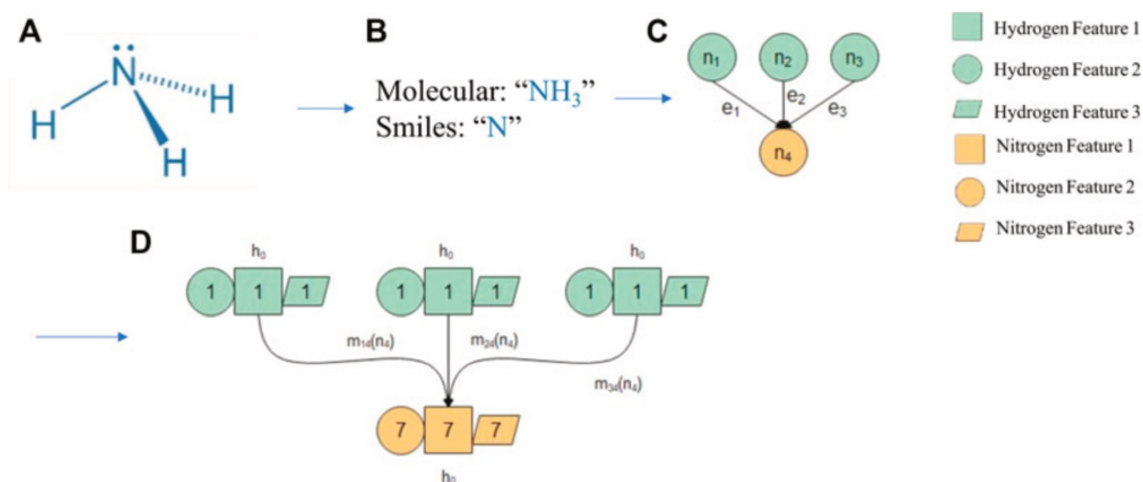 A
N
H
H
H
B
Molecular: “NH₃”
Smiles: “N”
C
n₁
n₂
n₃
e₁
e₂
e₃
n₄
Hydrogen Feature 1
Hydrogen Feature 2
Hydrogen Feature 3
Nitrogen Feature 1
Nitrogen Feature 2
Nitrogen Feature 3
D
h₀
h₀
h₀
1 1 1
1 1 1
1 1 1
m₁₄(n₄)
m₂₄(n₄)
m₃₄(n₄)
7 7 7
h₀